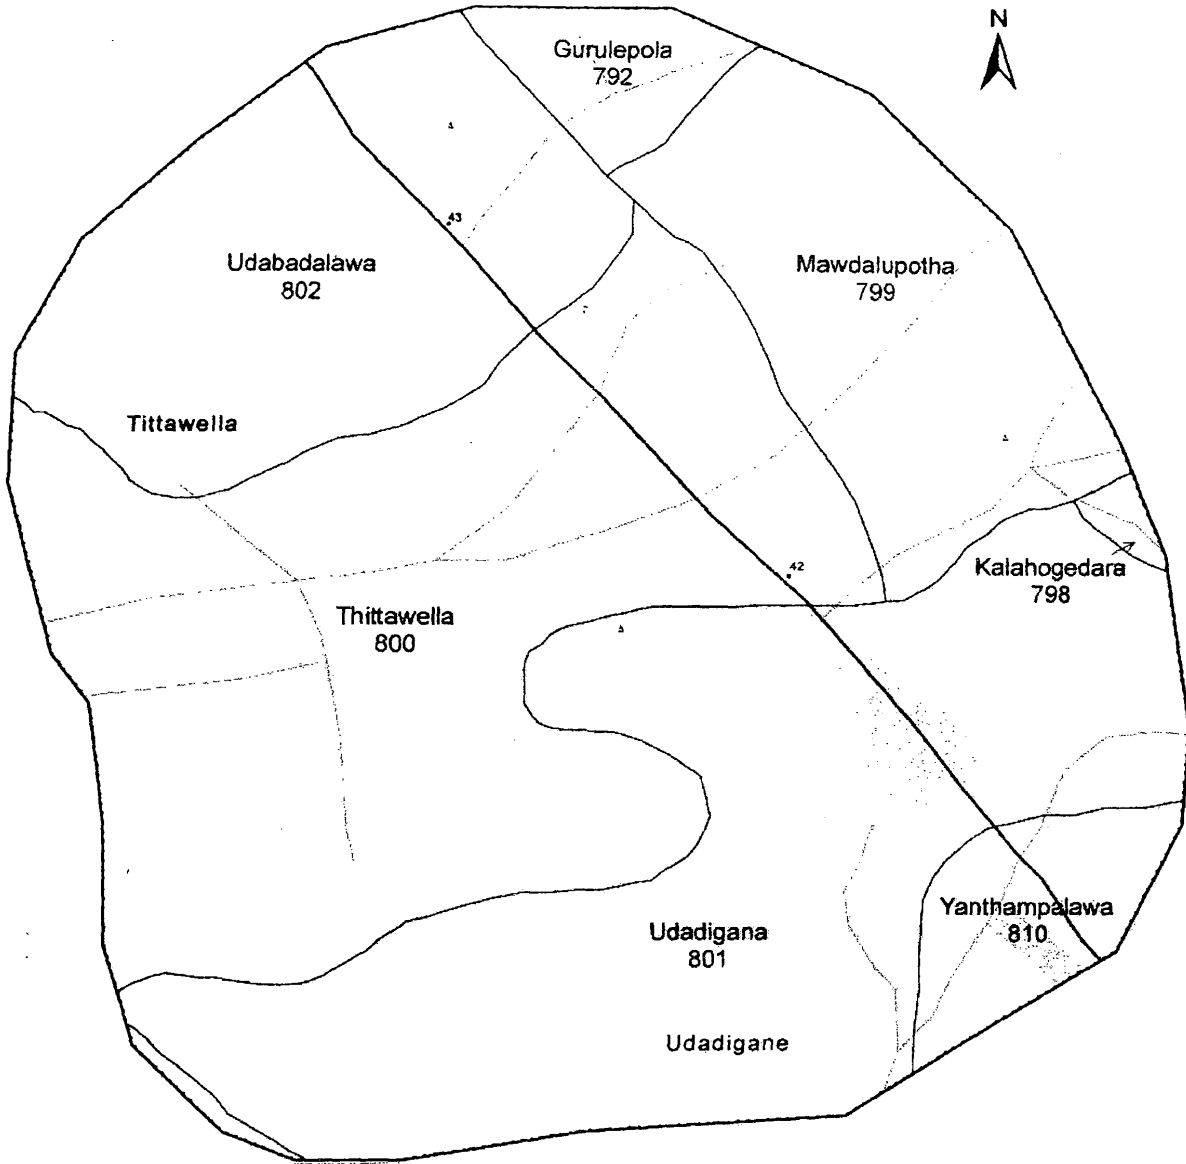 N
Gurulepola
792
43
Udabadalawa
802
Mawdalupotha
799
Tittawella
42
Kalahogedara
798
Thittawella
800
Yanthampalawa
810
Udadigana
801
Udadigane